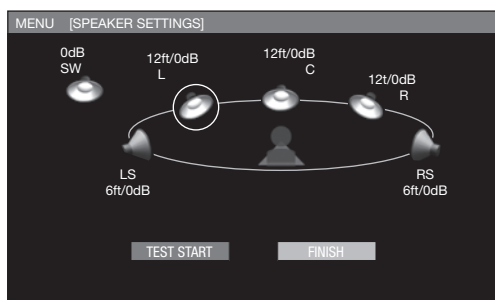 MENU [SPEAKER SETTINGS]
0dB
SW
12ft/0dB
L
12ft/0dB
C
12t/0dB
R
LS
6ft/0dB
RS
6ft/0dB
TEST START
FINISH